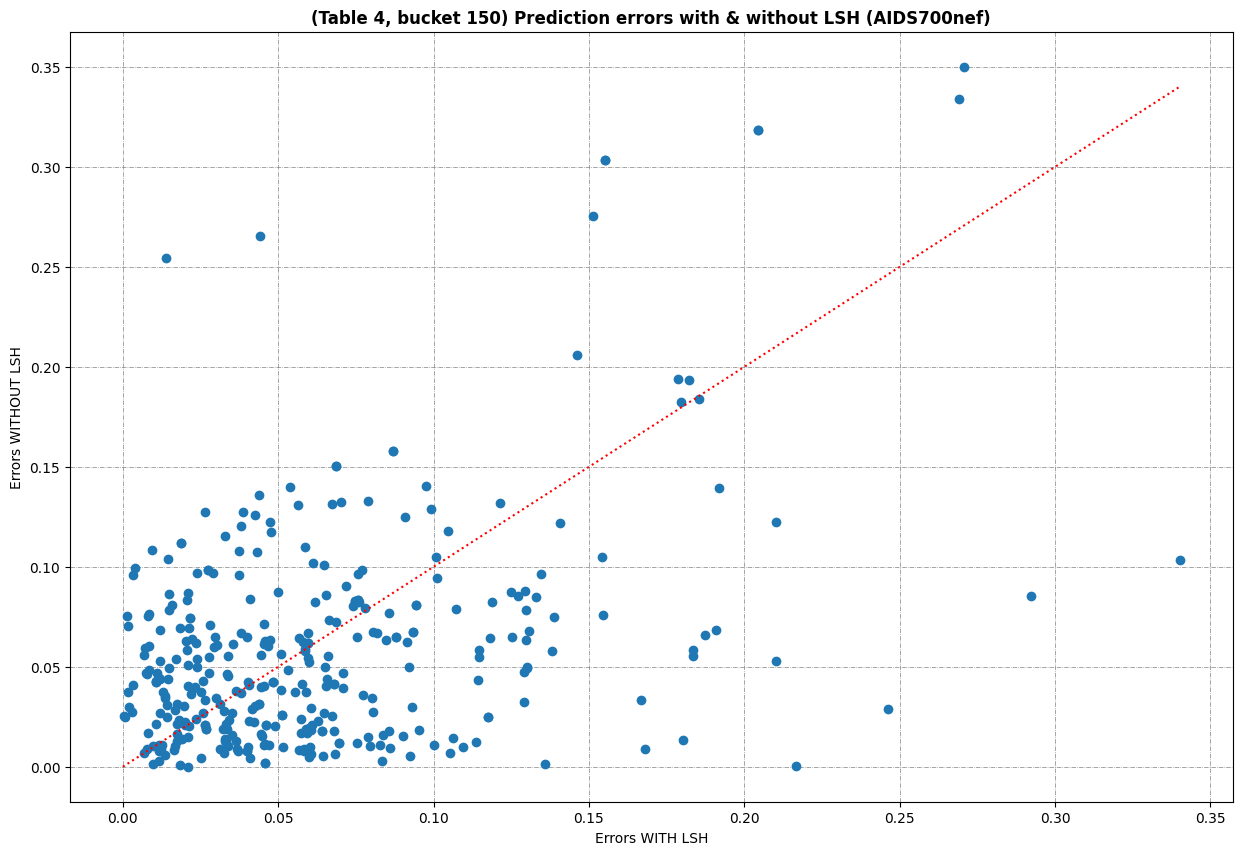 (Table 4, bucket 150) Prediction errors with & without LSH (AIDS700nef)
0.35
0.30
0.25
0.20
0.15
0.10
0.05
0.00
Errors WITHOUT LSH
0.00 0.05 0.10 0.15 0.20 0.25 0.30 0.35
Errors WITH LSH